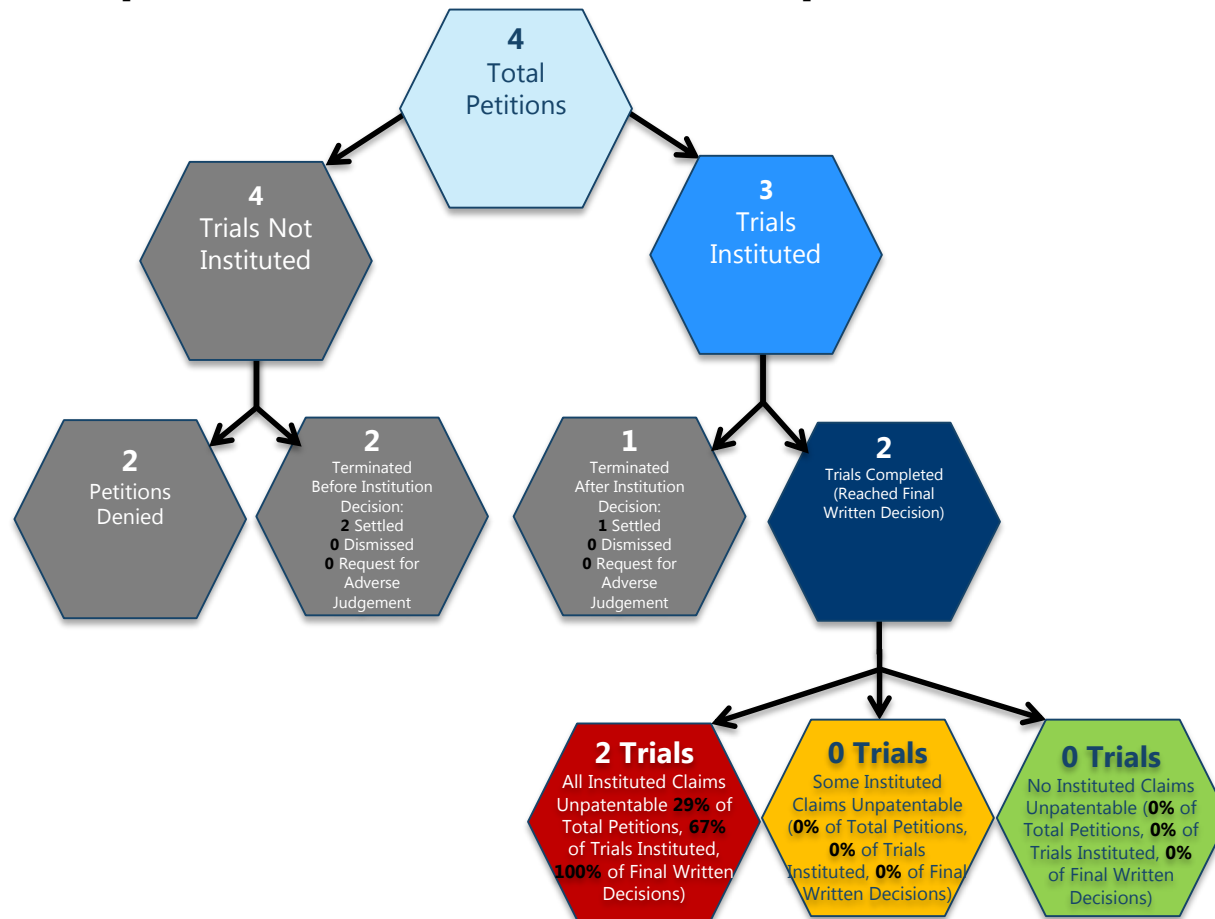 4
Total
Petitions
4
Trials Not
Instituted
3
Trials
Instituted
2
Petitions
Denied
2
Terminated
Before Institution
Decision:
2 Settled
0 Dismissed
0 Request for
Adverse
Judgement
1
Terminated
After Institution
Decision:
1 Settled
0 Dismissed
0 Request for
Adverse
Judgement
2
Trials Completed
(Reached Final
Written Decision)
2 Trials
All Instituted Claims
Unpatentable 29% of
Total Petitions, 67%
of Trials Instituted,
100% of Final Written
Decisions)
0 Trials
Some Instituted
Claims Unpatentable
(0% of Total Petitions,
0% of Trials
Instituted, 0% of Final
Written Decisions)
0 Trials
No Instituted Claims
Unpatentable (0% of
Total Petitions, 0% of
Trials Instituted, 0%
of Final Written
Decisions)